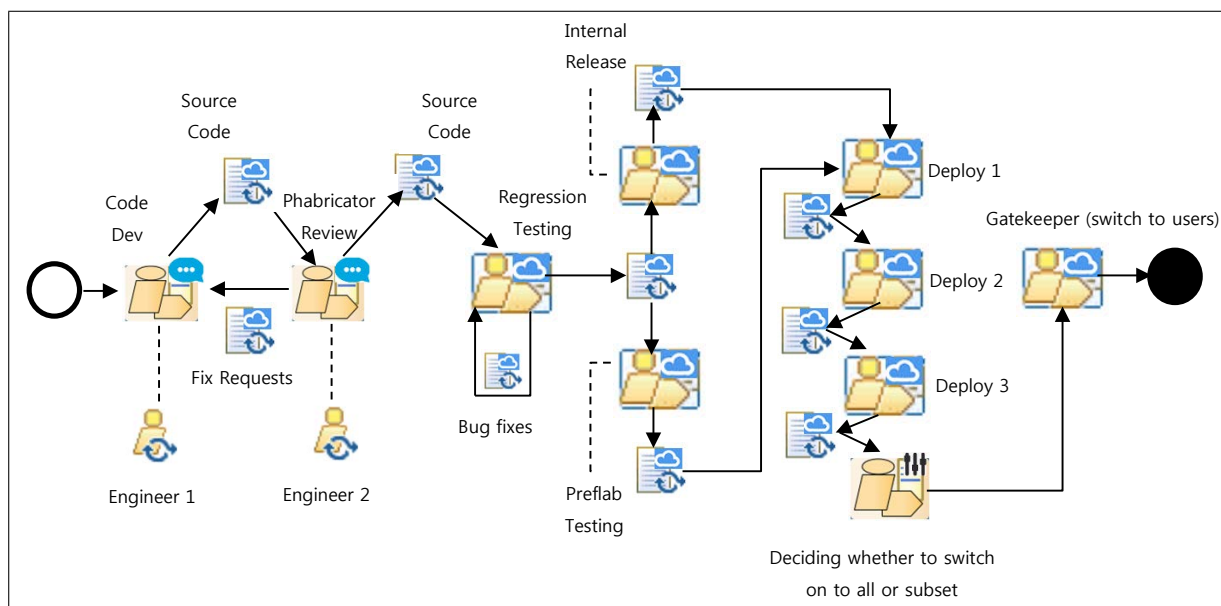 Internal
Release
Source
Code
Source
Code
Code
Dev
Phabricator
Review
Regression
Testing
Deploy 1
Gatekeeper (switch to users)
Deploy 2
Fix Requests
Deploy 3
Bug fixes
Engineer 1
Engineer 2
Preflab
Testing
Deciding whether to switch
on to all or subset